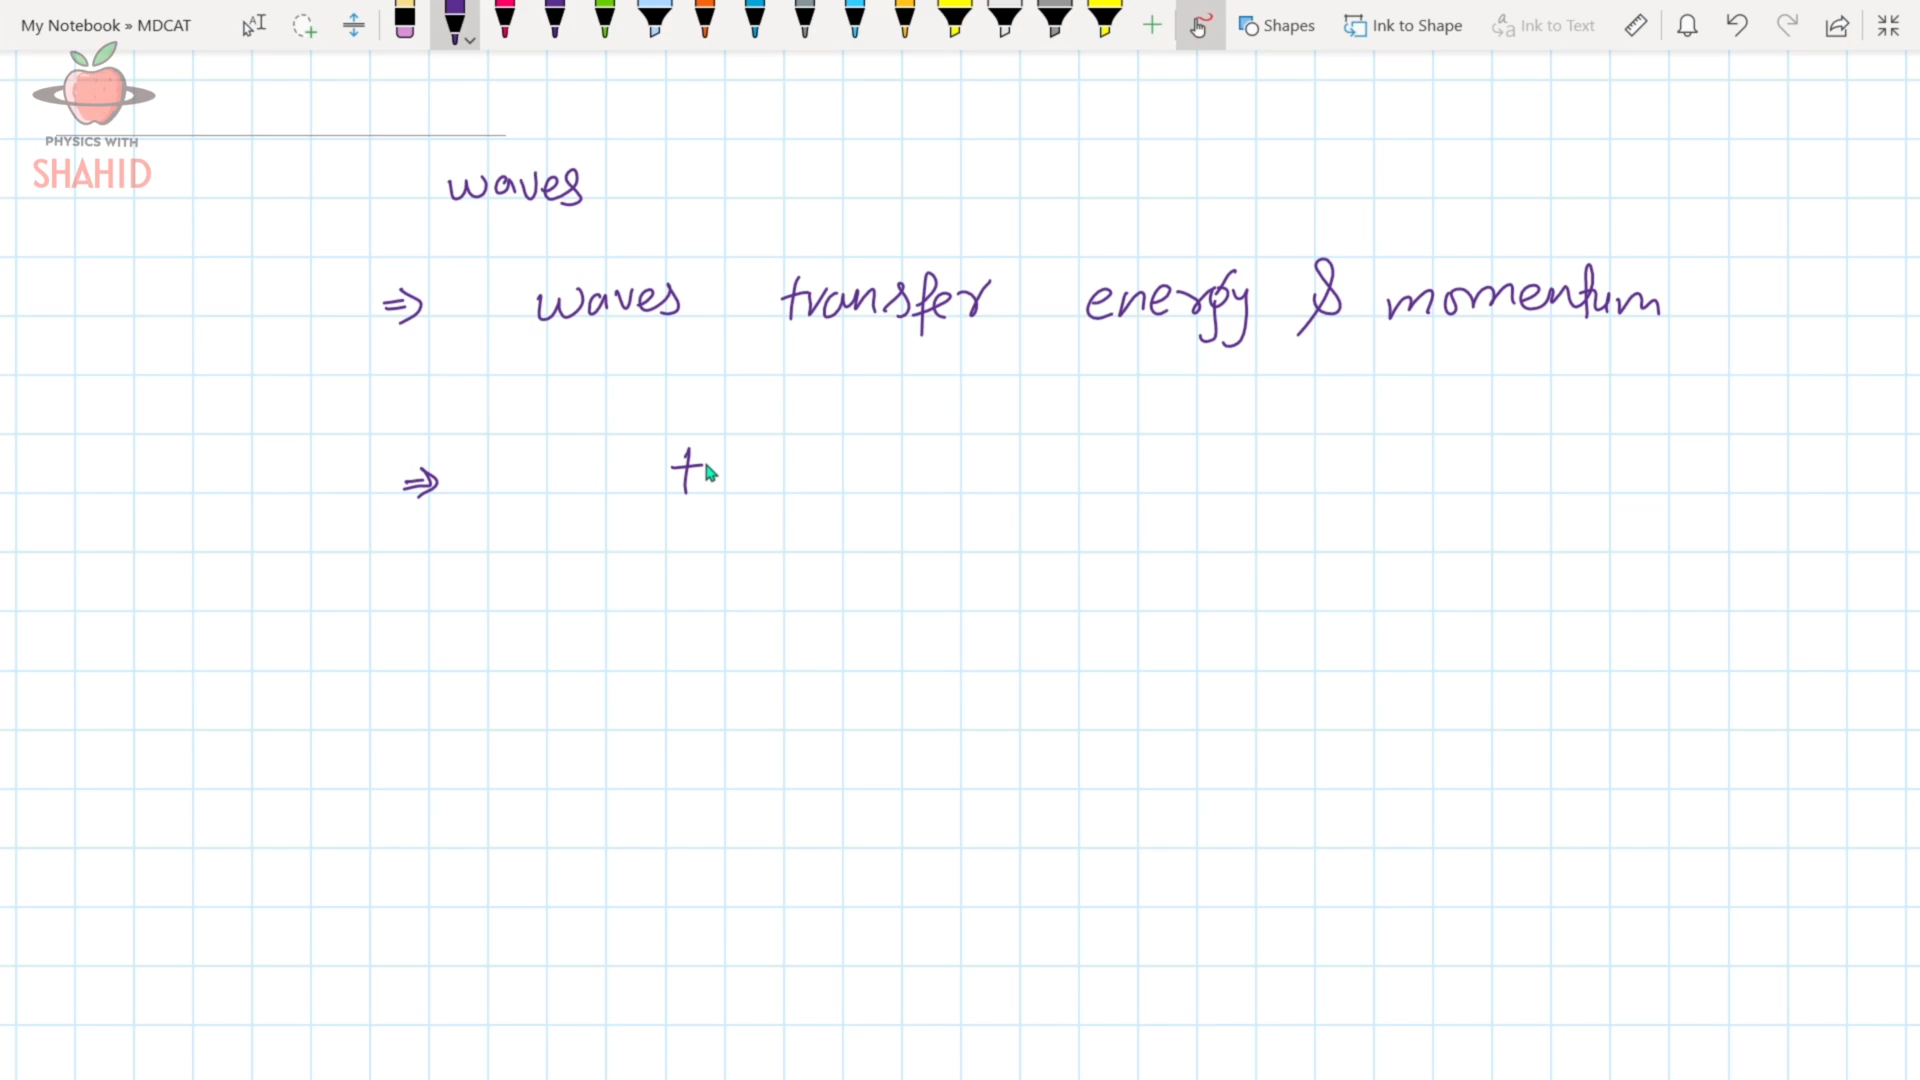 My Notebook » MDCAT
Shapes
Ink to Shape
Ink to Text
PHYSICS WITH
SHAHID
waves
⇒ waves transfer energy & momentum
⇒ t